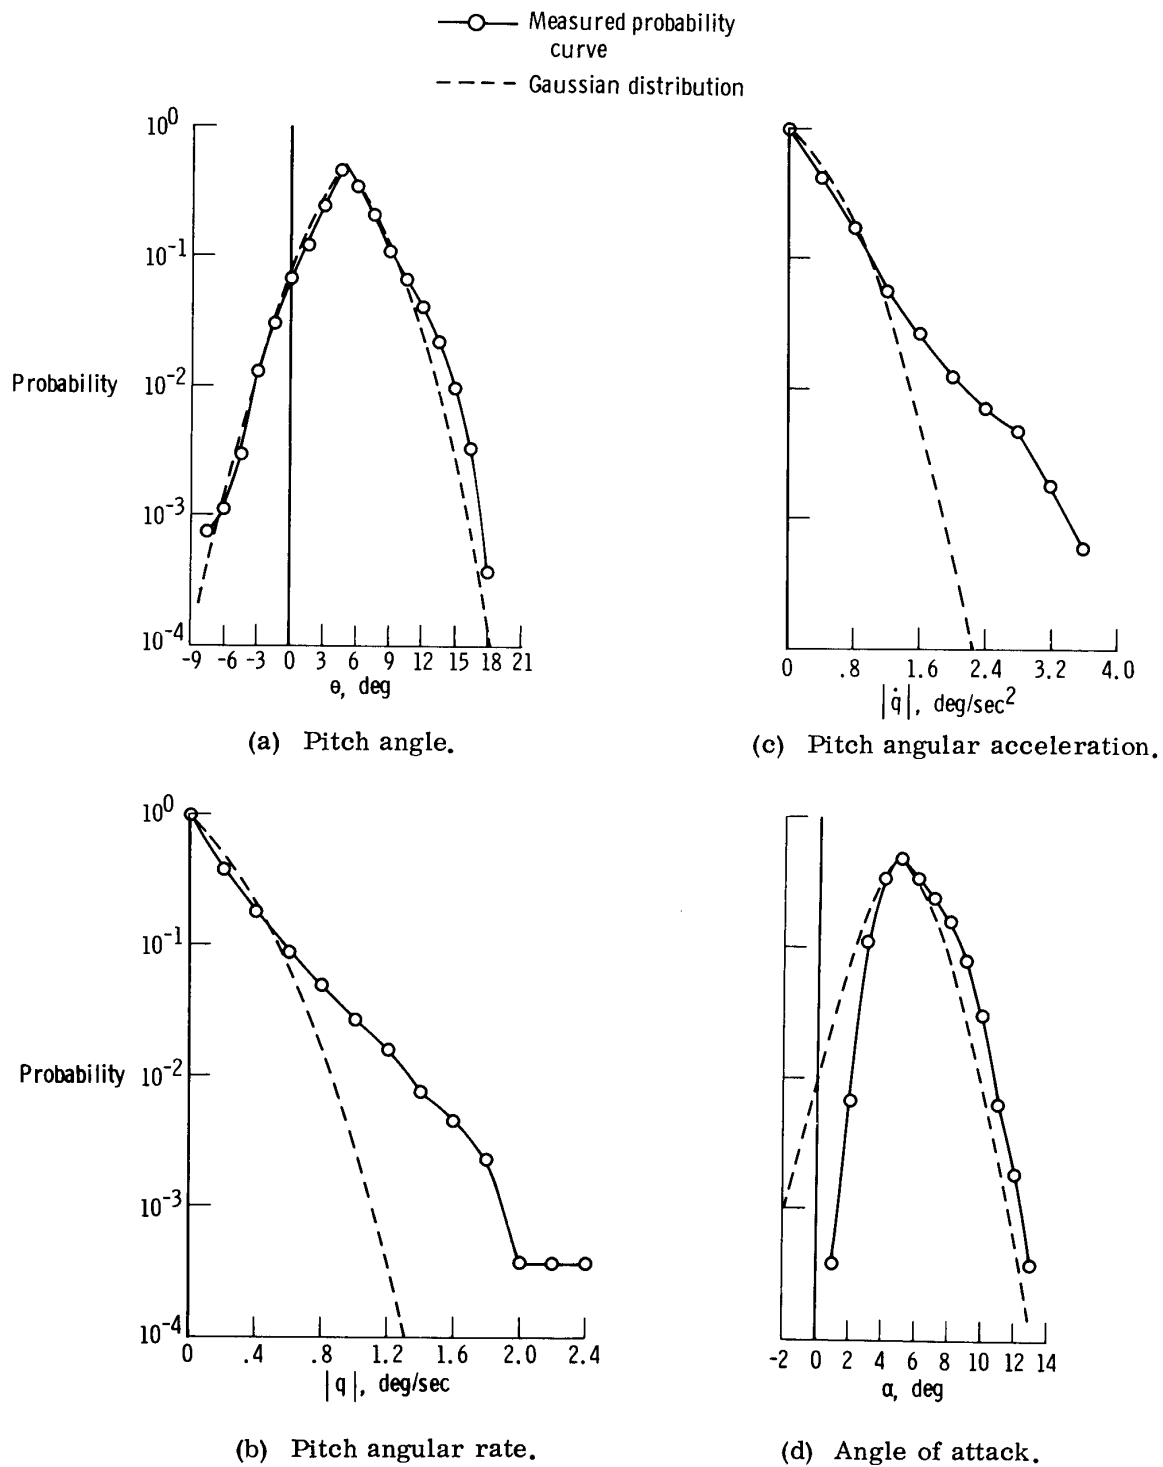 Measured probability
curve
Gaussian distribution
10^0
10^-1
Probability 10^-2
10^-3
10^-4
-9 -6 -3 0 3 6 9 12 15 18 21
θ, deg
(a) Pitch angle.
0 .8 1.6 2.4 3.2 4.0
|q̇|, deg/sec^2
(c) Pitch angular acceleration.
10^0
10^-1
Probability 10^-2
10^-3
10^-4
0 .4 .8 1.2 1.6 2.0 2.4
|q|, deg/sec
(b) Pitch angular rate.
-2 0 2 4 6 8 10 12 14
α, deg
(d) Angle of attack.